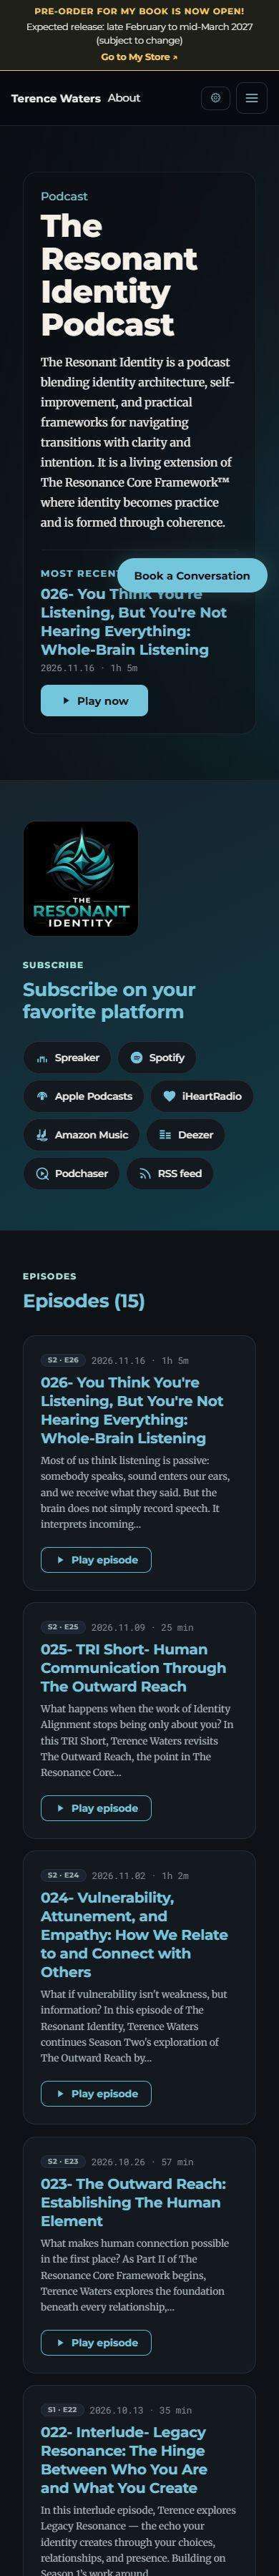 PRE-ORDER FOR MY BOOK IS NOW OPEN!
Expected release: late February to mid-March 2027
(subject to change)
Go to My Store ↗
Terence Waters About
Podcast
The
Resonant
Identity
Podcast
The Resonant Identity is a podcast
blending identity architecture, self-
improvement, and practical
frameworks for navigating
transitions with clarity and
intention. It is a living extension of
The Resonance Core Framework™
where identity becomes practice
and is formed through coherence.
MOST RECENT
Book a Conversation
026- You Think You're
Listening, But You're Not
Hearing Everything:
Whole-Brain Listening
2026.11.16 · 1h 5m
Play now
THE
RESONANT
IDENTITY
SUBSCRIBE
Subscribe on your
favorite platform
Spreaker Spotify
Apple Podcasts iHeartRadio
Amazon Music Deezer
Podchaser RSS feed
EPISODES
Episodes (15)
S2 · E26 2026.11.16 · 1h 5m
026- You Think You're
Listening, But You're Not
Hearing Everything:
Whole-Brain Listening
Most of us think listening is passive:
somebody speaks, sound enters our ears,
and we receive what they said. But the
brain does not simply record speech. It
interprets incoming…
Play episode
S2 · E25 2026.11.09 · 25 min
025- TRI Short- Human
Communication Through
The Outward Reach
What happens when the work of Identity
Alignment stops being only about you? In
this TRI Short, Terence Waters revisits
The Outward Reach, the point in The
Resonance Core…
Play episode
S2 · E24 2026.11.02 · 1h 2m
024- Vulnerability,
Attunement, and
Empathy: How We Relate
to and Connect with
Others
What if vulnerability isn't weakness, but
information? In this episode of The
Resonant Identity, Terence Waters
continues Season Two's exploration of
The Outward Reach by…
Play episode
S2 · E23 2026.10.26 · 57 min
023- The Outward Reach:
Establishing The Human
Element
What makes human connection possible
in the first place? As Part II of The
Resonance Core Framework begins,
Terence Waters explores the foundation
beneath every relationship,…
Play episode
S1 · E22 2026.10.13 · 35 min
022- Interlude- Legacy
Resonance: The Hinge
Between Who You Are
and What You Create
In this interlude episode, Terence explores
Legacy Resonance — the echo your
identity creates through your choices,
relationships, and presence. Building on
Season 1's work around